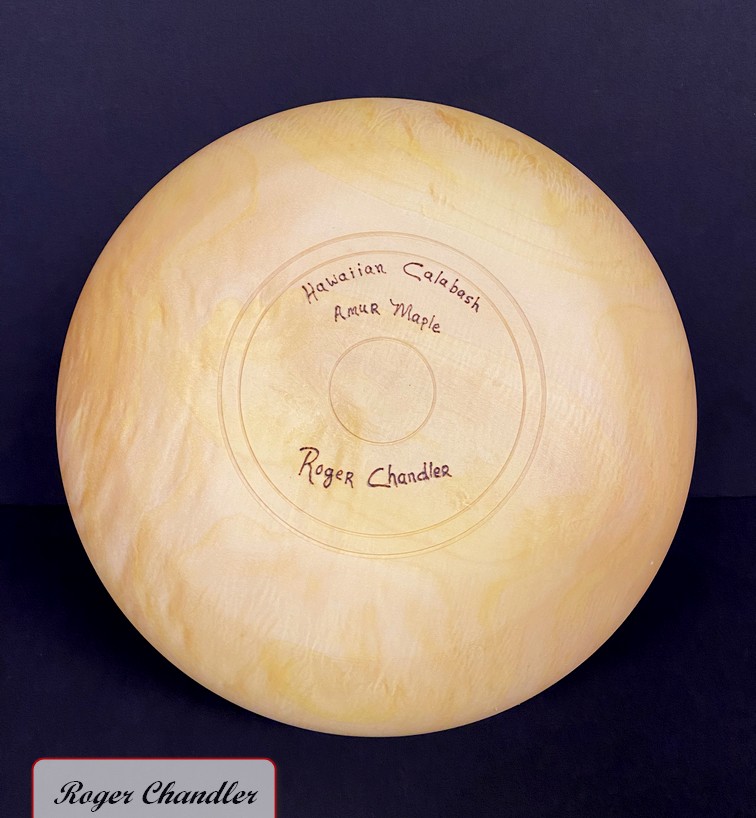 Hawaiian Calabash
Amur Maple
Roger Chandler
Roger Chandler